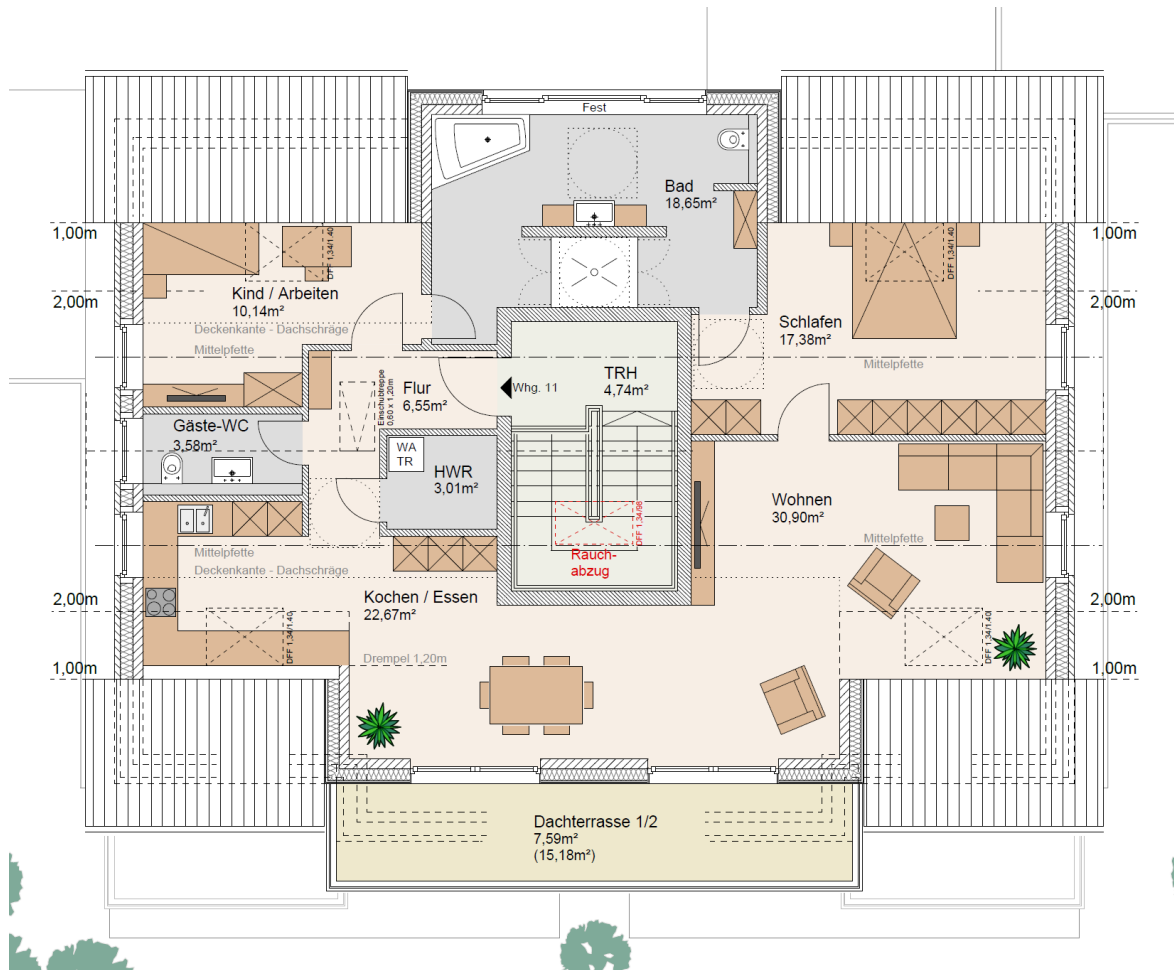 Fest
Bad
18,65m²
1,00m
1,00m
DFF 1,34/1.40
DFF 1,34/1.40
2,00m
2,00m
Kind / Arbeiten
10,14m²
Deckenkante - Dachschräge
Mittelpfette
Schlafen
17,38m²
Mittelpfette
TRH
4,74m²
Whg. 11
Flur
6,55m²
Einschubtreppe
0,60 x 1,20m
Gäste-WC
3,58m²
WA
TR
HWR
3,01m²
Wohnen
30,90m²
DFF 1,34/98
Rauch-
abzug
Mittelpfette
Mittelpfette
Deckenkante - Dachschräge
Kochen / Essen
22,67m²
2,00m
2,00m
DFF 1,34/1.40
DFF 1,34/1.40
Drempel 1,20m
1,00m
1,00m
Dachterrasse 1/2
7,59m²
(15,18m²)